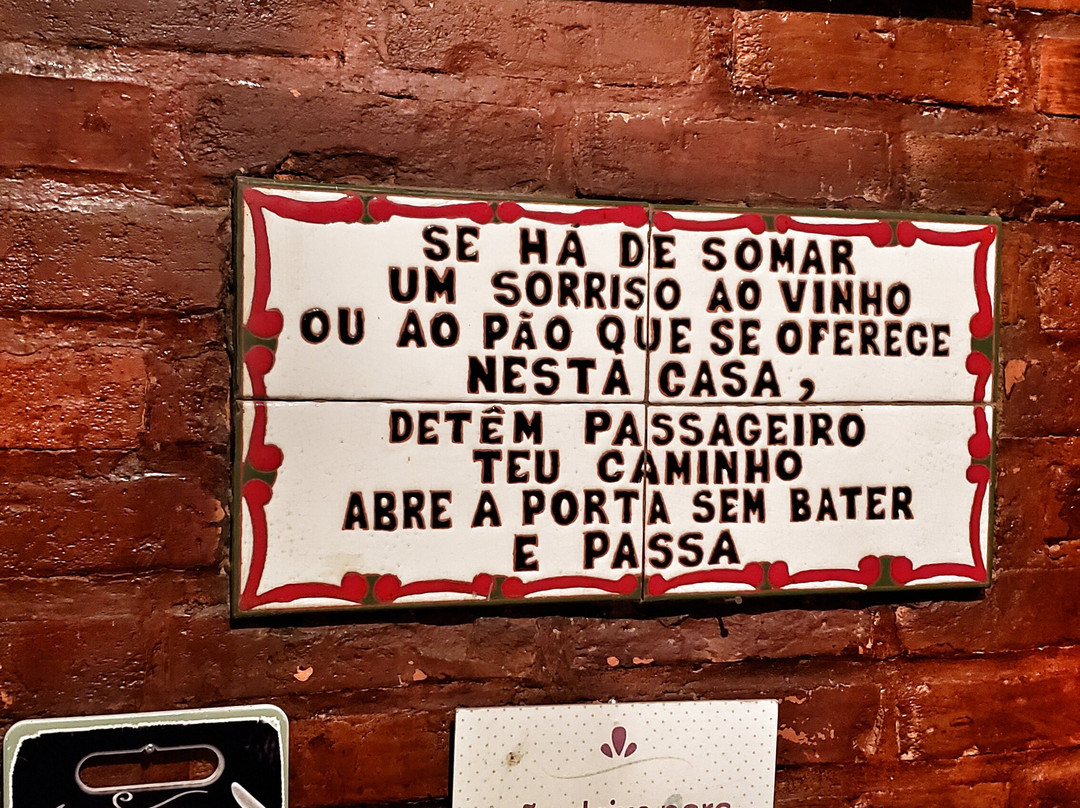 SE HÁ DE SOMAR
UM SORRISO AO VINHO
OU AO PÃO QUE SE OFERECE
NESTA CASA,
DETÊM PASSAGEIRO
TEU CAMINHO
ABRE A PORTA SEM BATER
E PASSA